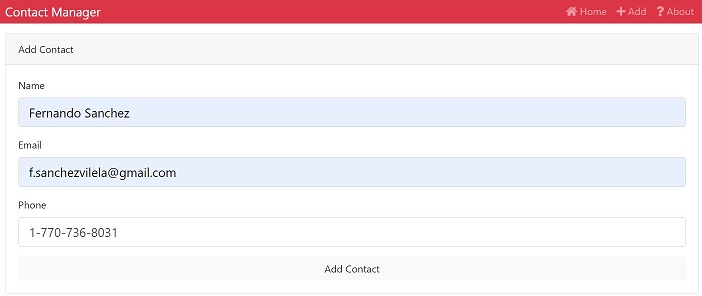 Contact Manager Home Add About
Add Contact
Name
Fernando Sanchez
Email
f.sanchezvilela@gmail.com
Phone
1-770-736-8031
Add Contact